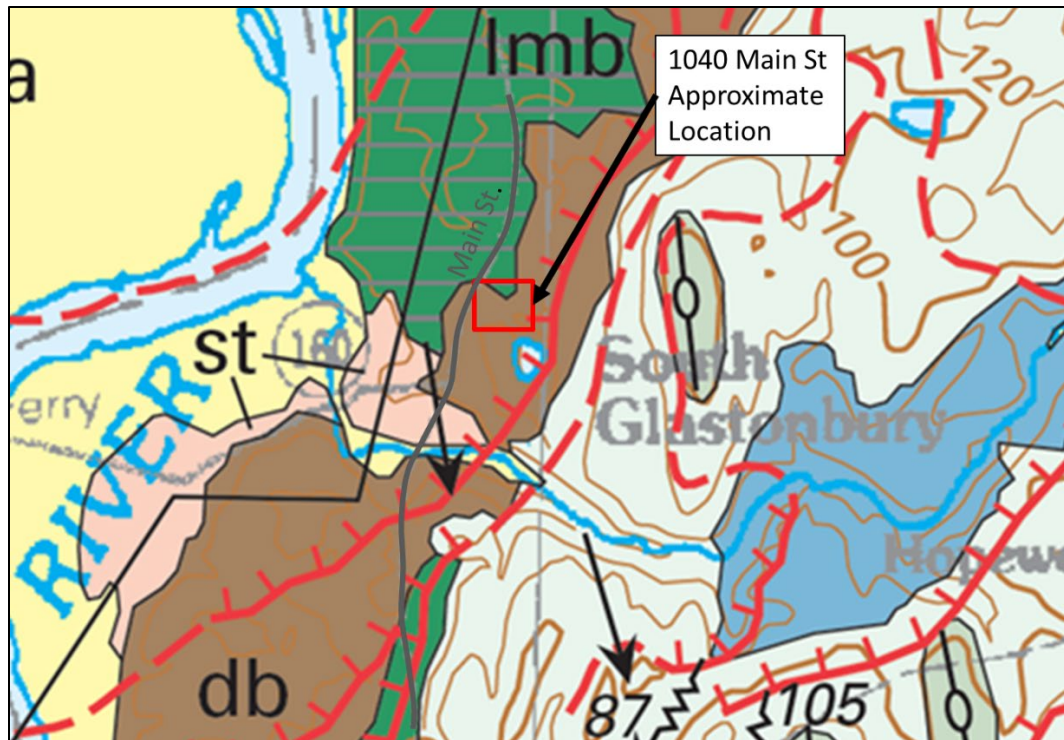 a
lmb
1040 Main St
Approximate
Location
120
100
Main St.
st
160
erry
RIVER
South
Glastonbury
Hopew
db
87
105